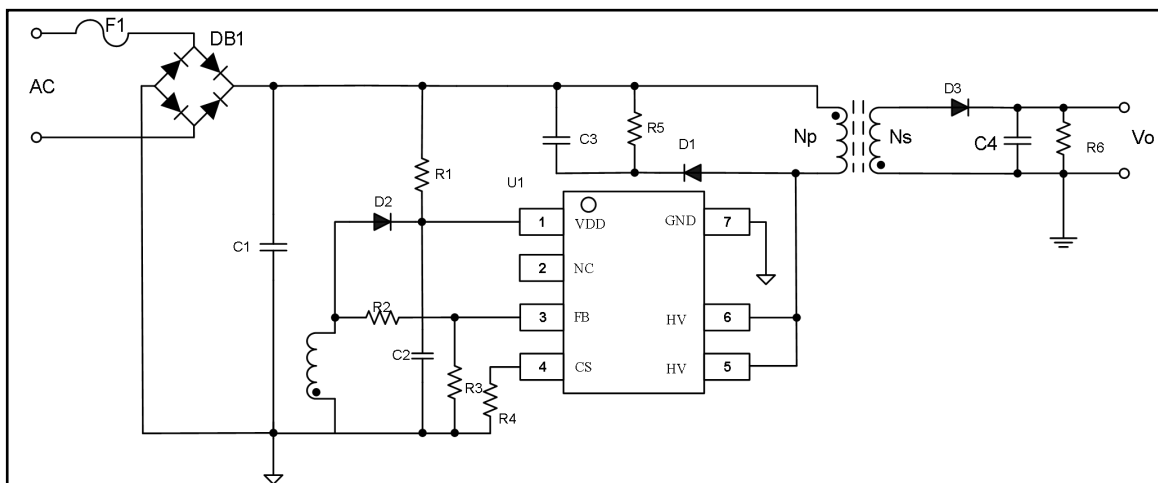 F1
DB1
AC
D3
C3
R5
Np
Ns
C4
R6
Vo
D1
R1
U1
D2
1
VDD
GND
7
C1
2
NC
R2
3
FB
HV
6
C2
4
CS
HV
5
R3
R4